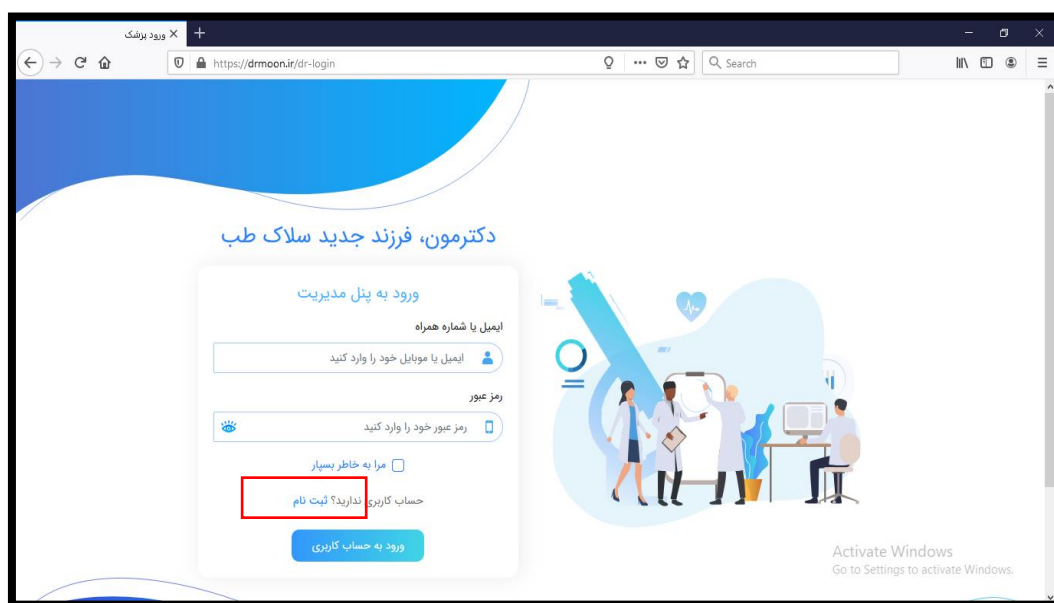 ورود پزشک
https://drmoon.ir/dr-login
Search
دکترمون، فرزند جدید سلاک طب
ورود به پنل مدیریت
ایمیل یا شماره همراه
ایمیل یا موبایل خود را وارد کنید
رمز عبور
رمز عبور خود را وارد کنید
مرا به خاطر بسپار
حساب کاربری ندارید؟ ثبت نام
ورود به حساب کاربری
Activate Windows
Go to Settings to activate Windows.